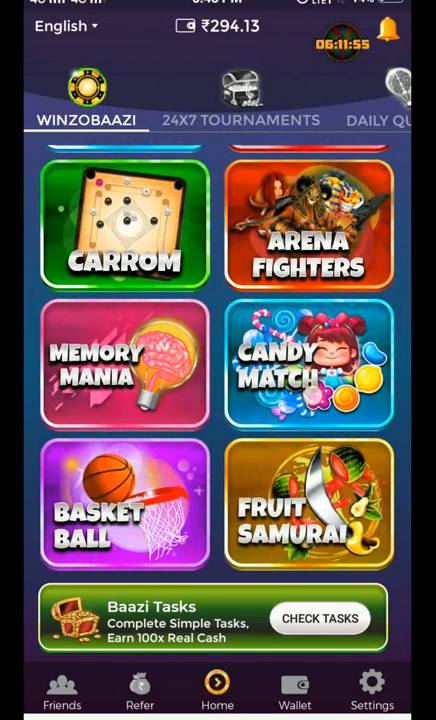 English
₹294.13
06:11:55
WINZOBAAZI
24X7 TOURNAMENTS
DAILY QU
CARROM
ARENA
FIGHTERS
MEMORY
MANIA
CANDY
MATCH
BASKET
BALL
FRUIT
SAMURAI
Baazi Tasks
Complete Simple Tasks,
Earn 100x Real Cash
CHECK TASKS
Friends
Refer
Home
Wallet
Settings